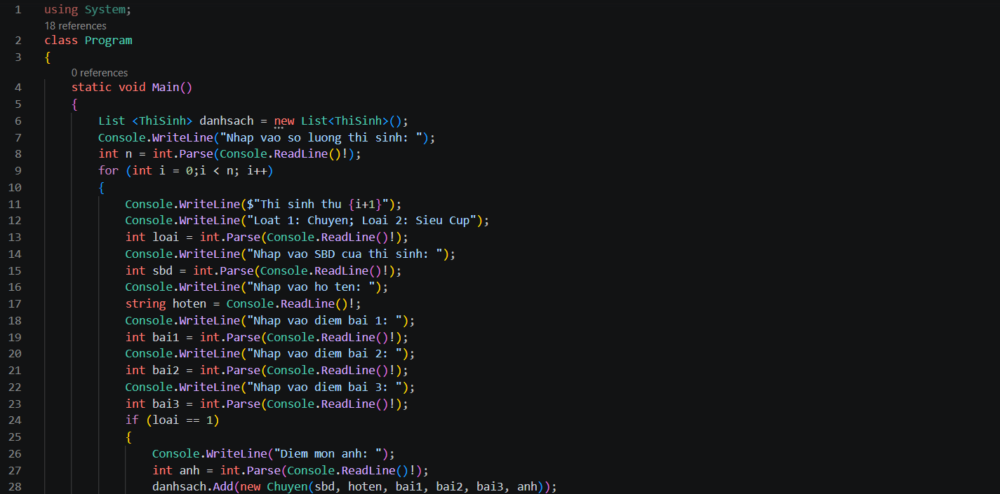 1 using System;
18 references
2 class Program
3 {
0 references
4 static void Main()
5 {
6 List <ThiSinh> danhsach = new List<ThiSinh>();
7 Console.WriteLine("Nhap vao so luong thi sinh: ");
8 int n = int.Parse(Console.ReadLine()!);
9 for (int i = 0;i < n; i++)
10 {
11 Console.WriteLine($"Thi sinh thu {i+1}");
12 Console.WriteLine("Loat 1: Chuyen; Loai 2: Sieu Cup");
13 int loai = int.Parse(Console.ReadLine()!);
14 Console.WriteLine("Nhap vao SBD cua thi sinh: ");
15 int sbd = int.Parse(Console.ReadLine()!);
16 Console.WriteLine("Nhap vao ho ten: ");
17 string hoten = Console.ReadLine()!;
18 Console.WriteLine("Nhap vao diem bai 1: ");
19 int bai1 = int.Parse(Console.ReadLine()!);
20 Console.WriteLine("Nhap vao diem bai 2: ");
21 int bai2 = int.Parse(Console.ReadLine()!);
22 Console.WriteLine("Nhap vao diem bai 3: ");
23 int bai3 = int.Parse(Console.ReadLine()!);
24 if (loai == 1)
25 {
26 Console.WriteLine("Diem mon anh: ");
27 int anh = int.Parse(Console.ReadLine()!);
28 danhsach.Add(new Chuyen(sbd, hoten, bai1, bai2, bai3, anh));